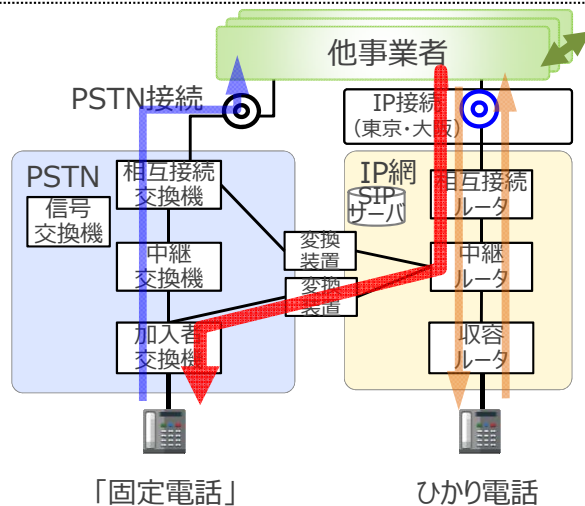 他事業者
PSTN接続
IP接続
(東京・大阪)
PSTN
相互接続
交換機
信号
交換機
中継
交換機
加入者
交換機
変換
装置
変換
装置
IP網
SIP
サーバ
相互接続
ルータ
中継
ルータ
収容
ルータ
「固定電話」
ひかり電話